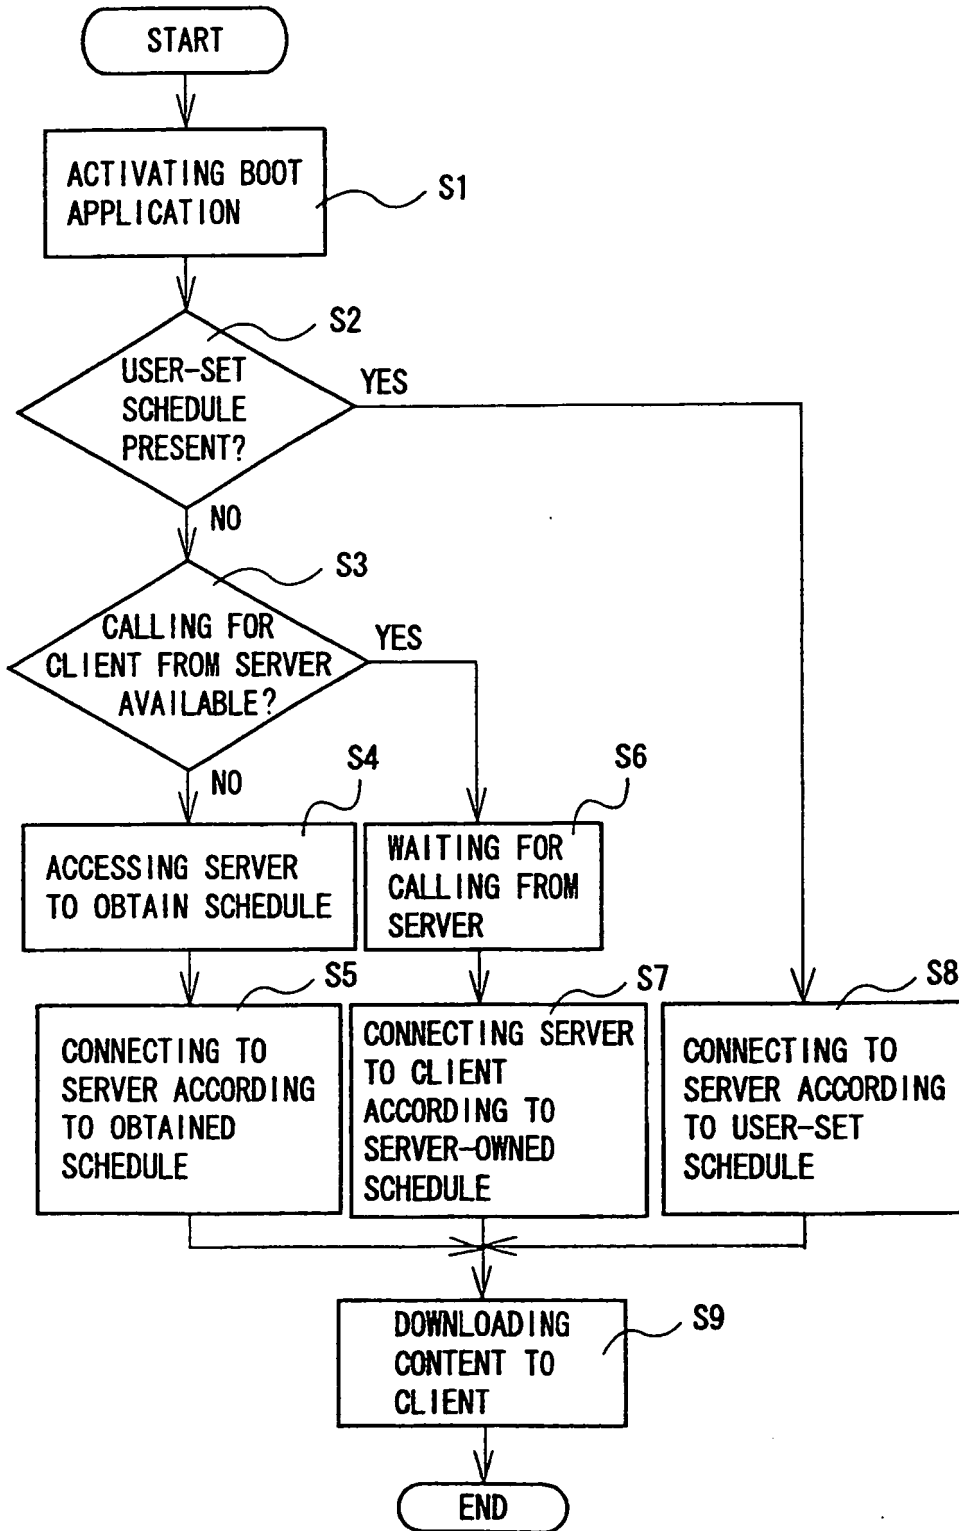 START
ACTIVATING BOOT
APPLICATION
S1
S2
USER-SET
SCHEDULE
PRESENT?
YES
NO
S3
CALLING FOR
CLIENT FROM SERVER
AVAILABLE?
YES
NO
S4
ACCESSING SERVER
TO OBTAIN SCHEDULE
S6
WAITING FOR
CALLING FROM
SERVER
S5
CONNECTING TO
SERVER ACCORDING
TO OBTAINED
SCHEDULE
S7
CONNECTING SERVER
TO CLIENT
ACCORDING TO
SERVER-OWNED
SCHEDULE
S8
CONNECTING TO
SERVER ACCORDING
TO USER-SET
SCHEDULE
DOWNLOADING
CONTENT TO
CLIENT
S9
END